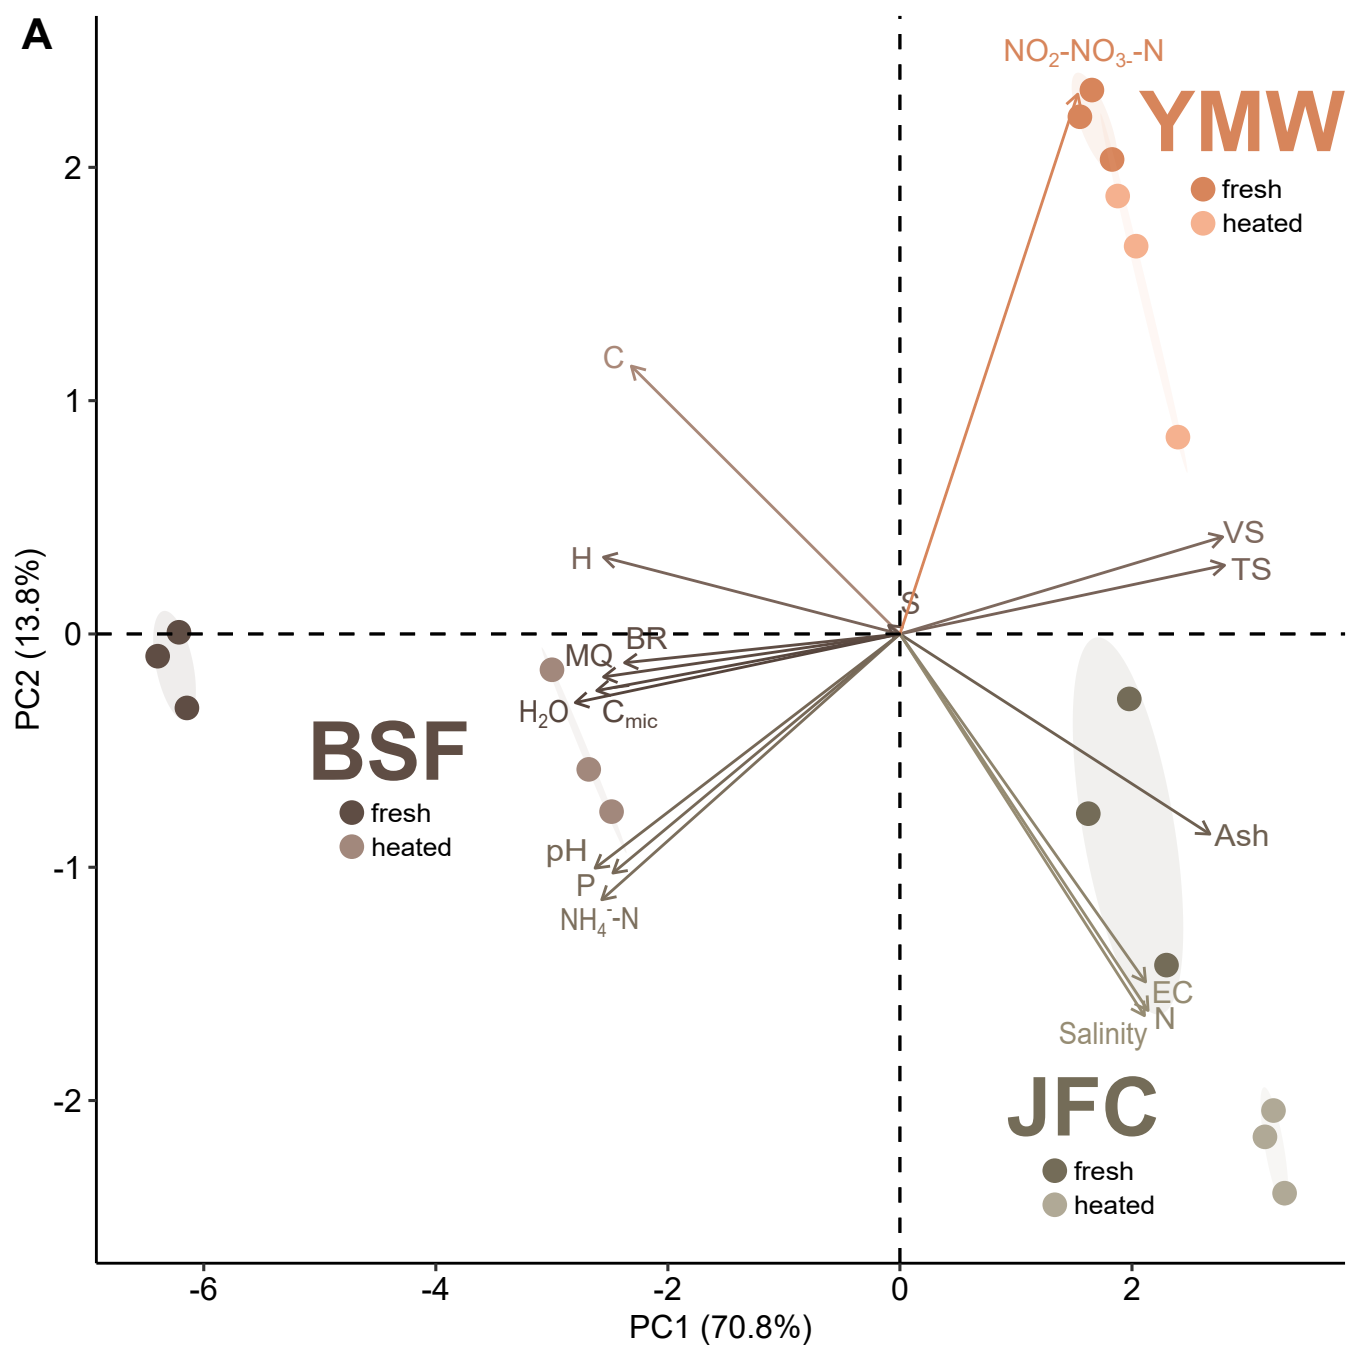 A
NO₂-NO₃₋-N
YMW
fresh
heated
2
C
1
VS
H
TS
S
PC2 (13.8%)
0
BR
MQ
H₂O
Cmic
BSF
fresh
heated
pH
Ash
-1
P
NH₄⁻-N
EC
N
Salinity
JFC
-2
fresh
heated
-6
-4
-2
0
2
PC1 (70.8%)